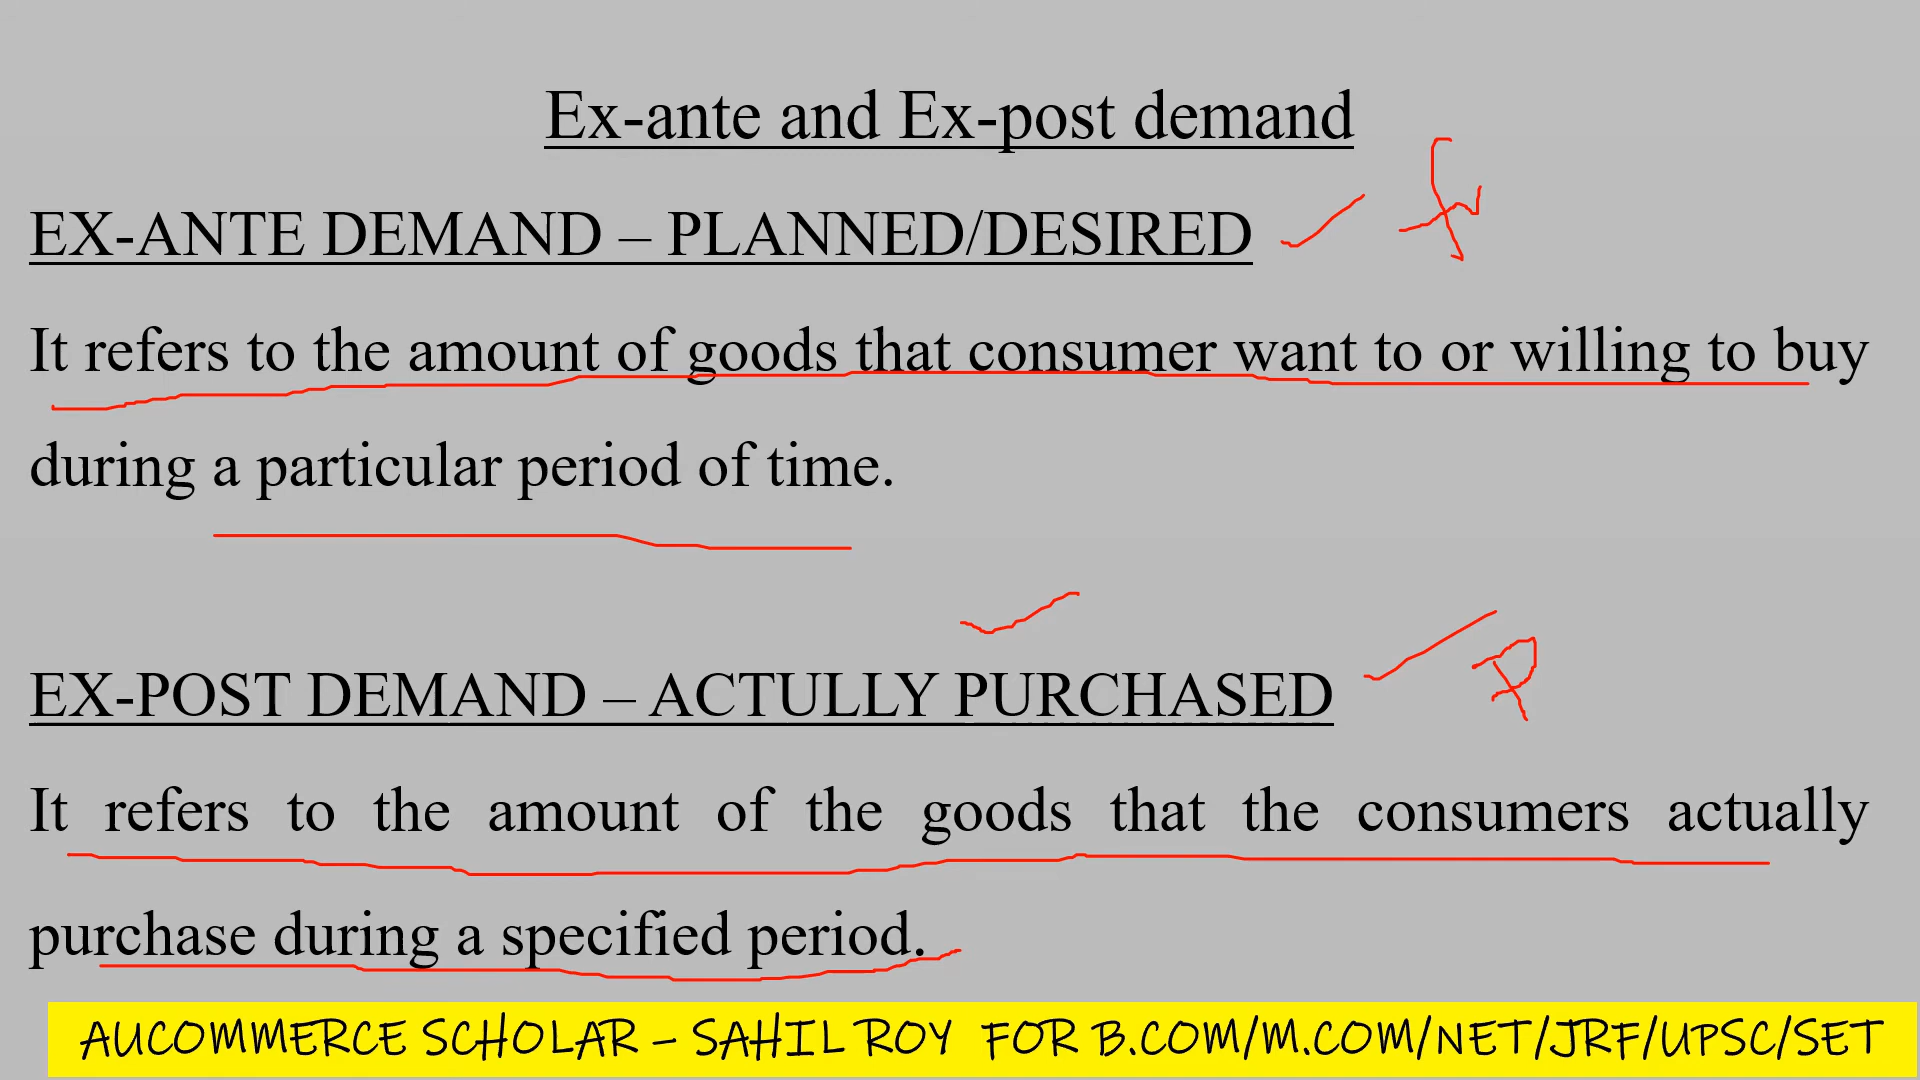 Ex-ante and Ex-post demand
EX-ANTE DEMAND – PLANNED/DESIRED
It refers to the amount of goods that consumer want to or willing to buy
during a particular period of time.
EX-POST DEMAND – ACTULLY PURCHASED
It refers to the amount of the goods that the consumers actually
purchase during a specified period.
AUCOMMERCE SCHOLAR – SAHIL ROY FOR B.COM/M.COM/NET/JRF/UPSC/SET